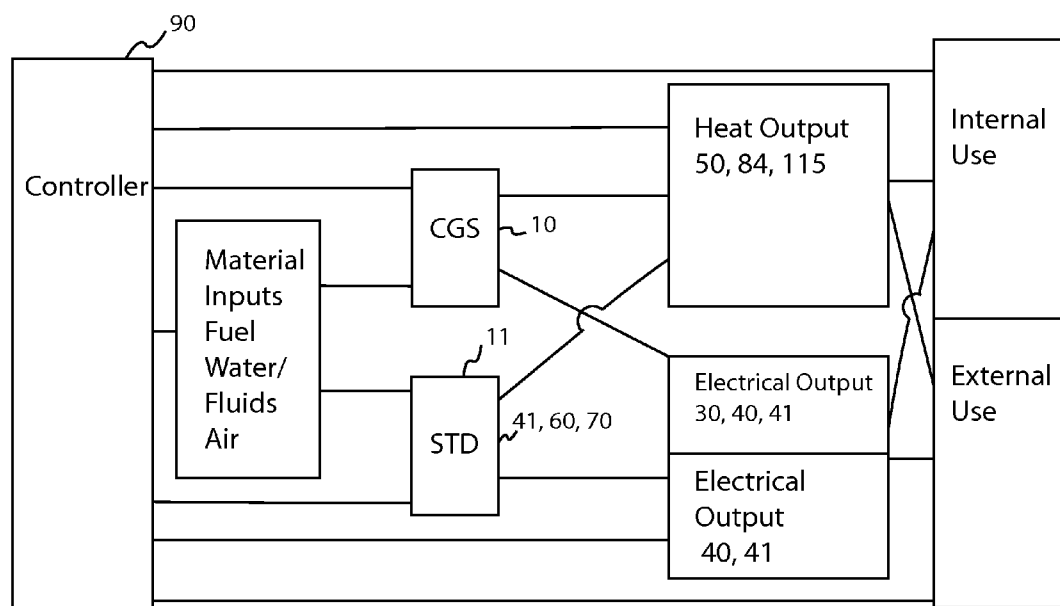 90
Controller
Material
Inputs
Fuel
Water/
Fluids
Air
CGS
10
11
STD
41, 60, 70
Heat Output
50, 84, 115
Electrical Output
30, 40, 41
Electrical
Output
40, 41
Internal
Use
External
Use